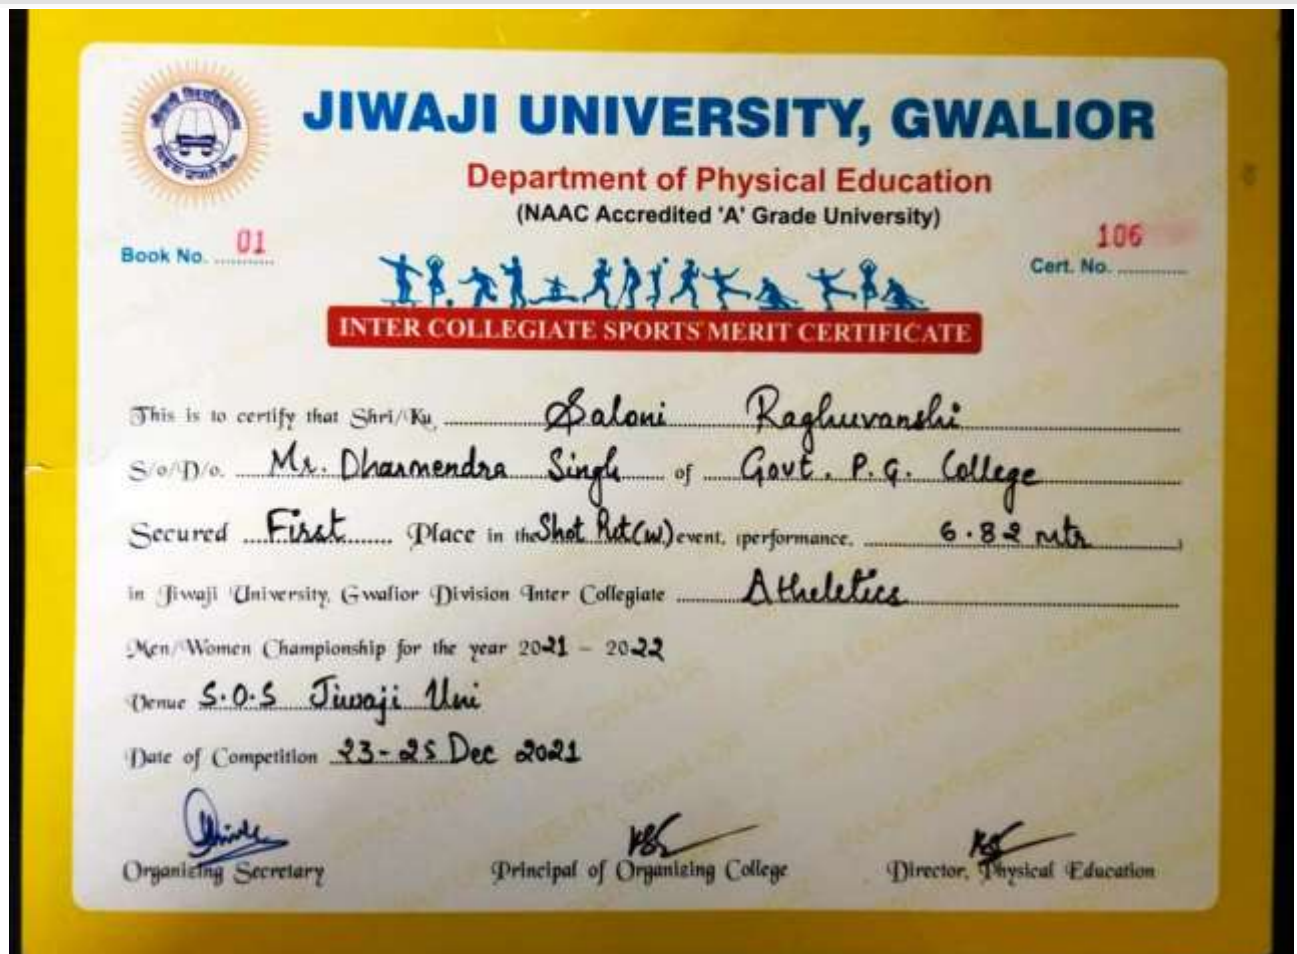 JIWAJI UNIVERSITY, GWALIOR
Department of Physical Education
(NAAC Accredited 'A' Grade University)
Book No. 01
Cert. No. 106
INTER COLLEGIATE SPORTS MERIT CERTIFICATE
This is to certify that Shri/Ku. Saloni Raghuvanshi
S/o/D/o. Mr. Dharmendra Singh of Govt. P.G. College
Secured First Place in the Shot Put(w) event, performance. 6.82 mtr
in Jiwaji University, Gwalior Division Inter Collegiate Atheletics
Men/Women Championship for the year 2021 - 2022
Venue S.O.S Jiwaji Uni
Date of Competition 23-25 Dec 2021
Organizing Secretary
Principal of Organizing College
Director, Physical Education